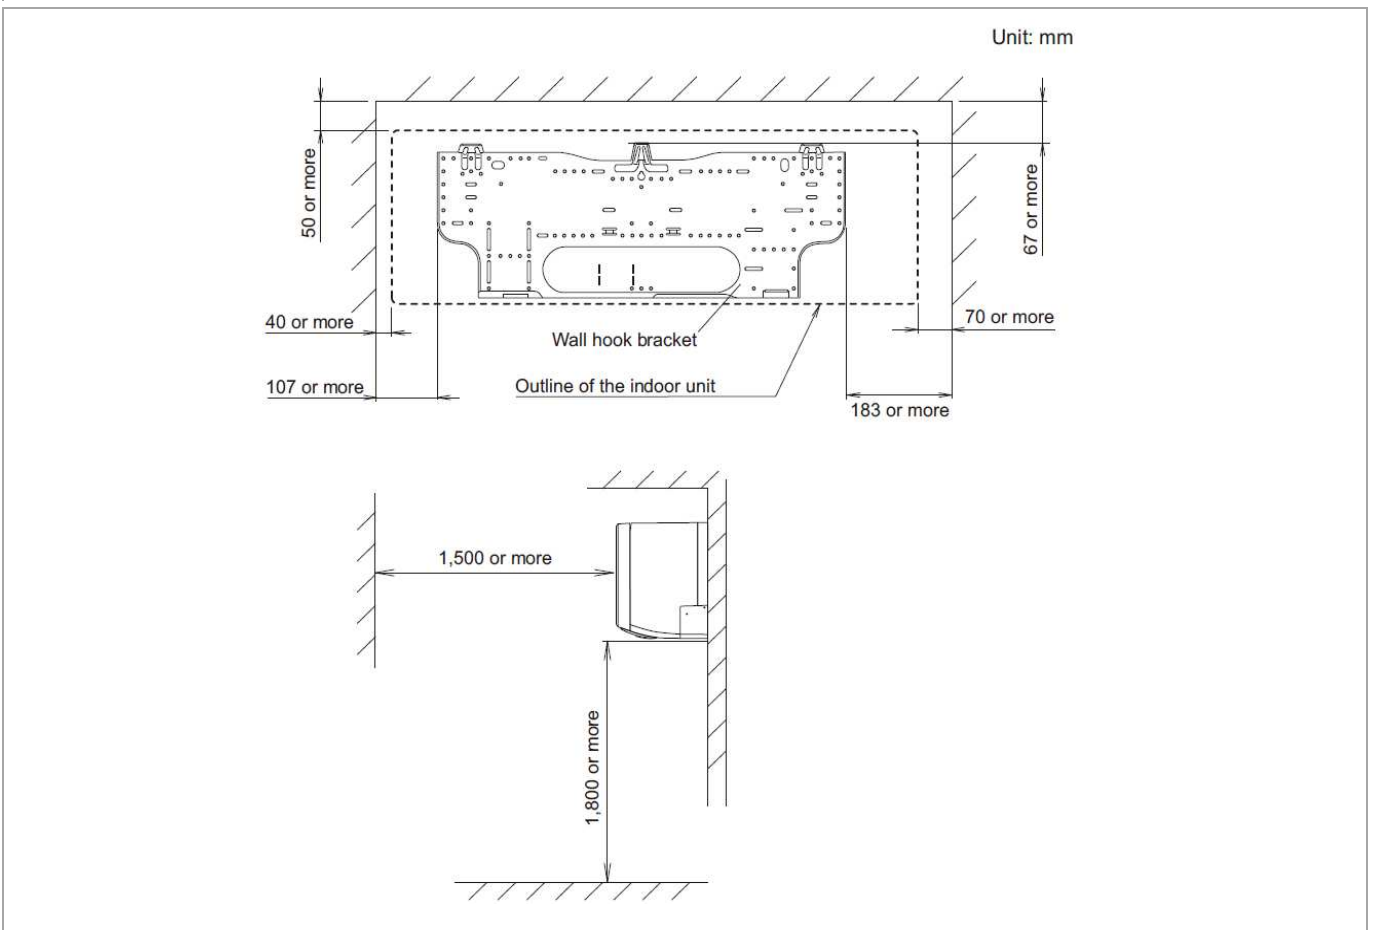 Unit: mm
50 or more
67 or more
40 or more
70 or more
Wall hook bracket
107 or more
Outline of the indoor unit
183 or more
1,500 or more
1,800 or more